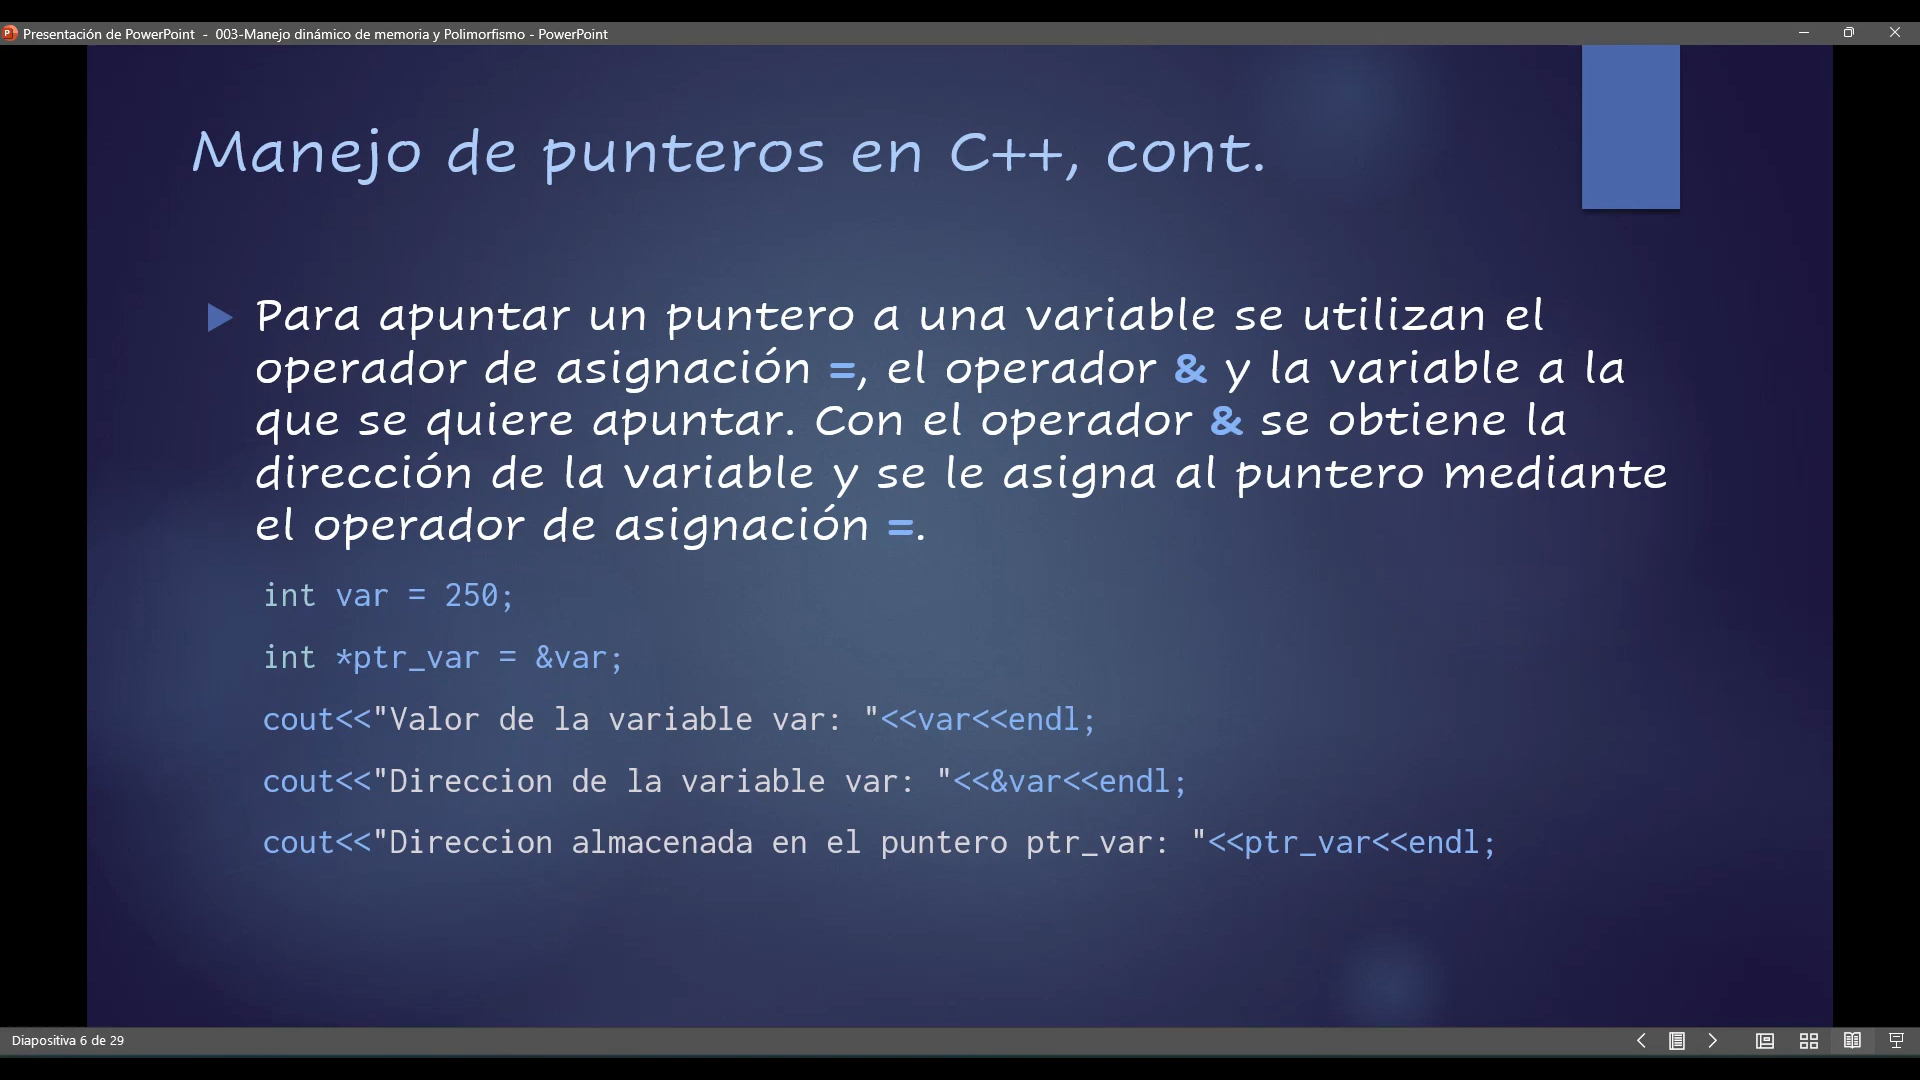 Presentación de PowerPoint - 003-Manejo dinámico de memoria y Polimorfismo - PowerPoint
Manejo de punteros en C++, cont.
Para apuntar un puntero a una variable se utilizan el
operador de asignación =, el operador & y la variable a la
que se quiere apuntar. Con el operador & se obtiene la
dirección de la variable y se le asigna al puntero mediante
el operador de asignación =.
int var = 250;
int *ptr_var = &var;
cout<<"Valor de la variable var: "<<var<<endl;
cout<<"Direccion de la variable var: "<<&var<<endl;
cout<<"Direccion almacenada en el puntero ptr_var: "<<ptr_var<<endl;
Diapositiva 6 de 29